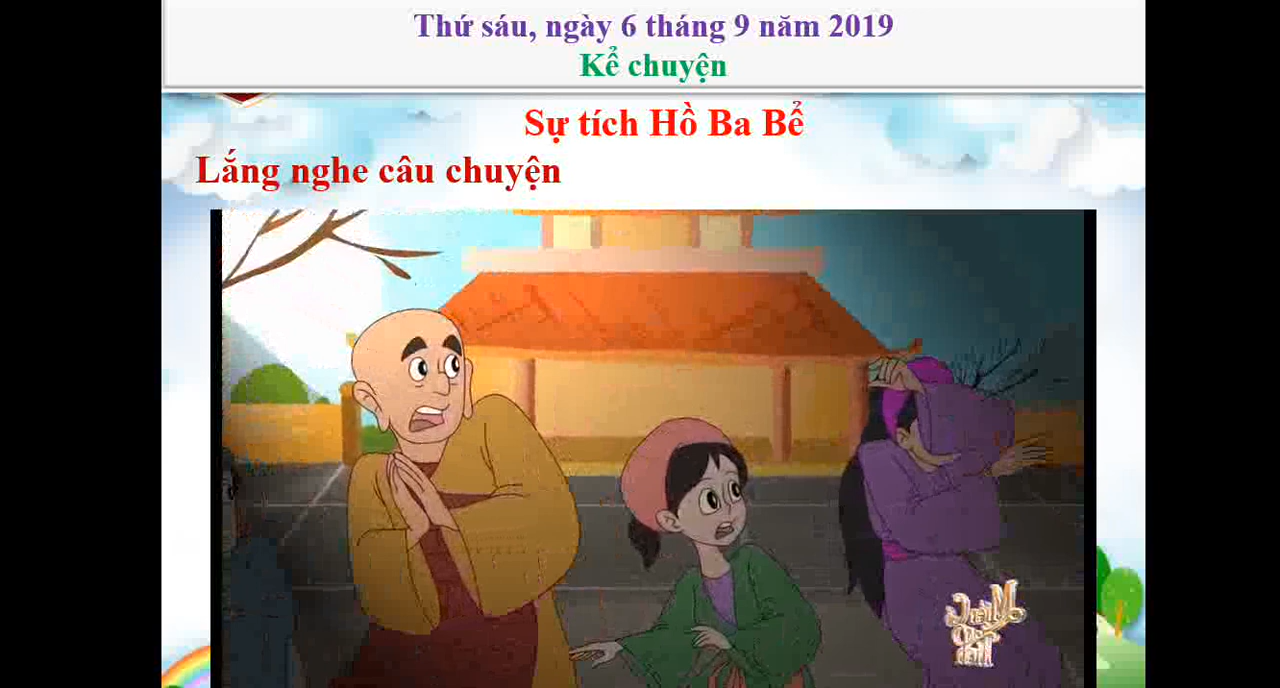 Thứ sáu, ngày 6 tháng 9 năm 2019
Kể chuyện
Sự tích Hồ Ba Bể
Lắng nghe câu chuyện